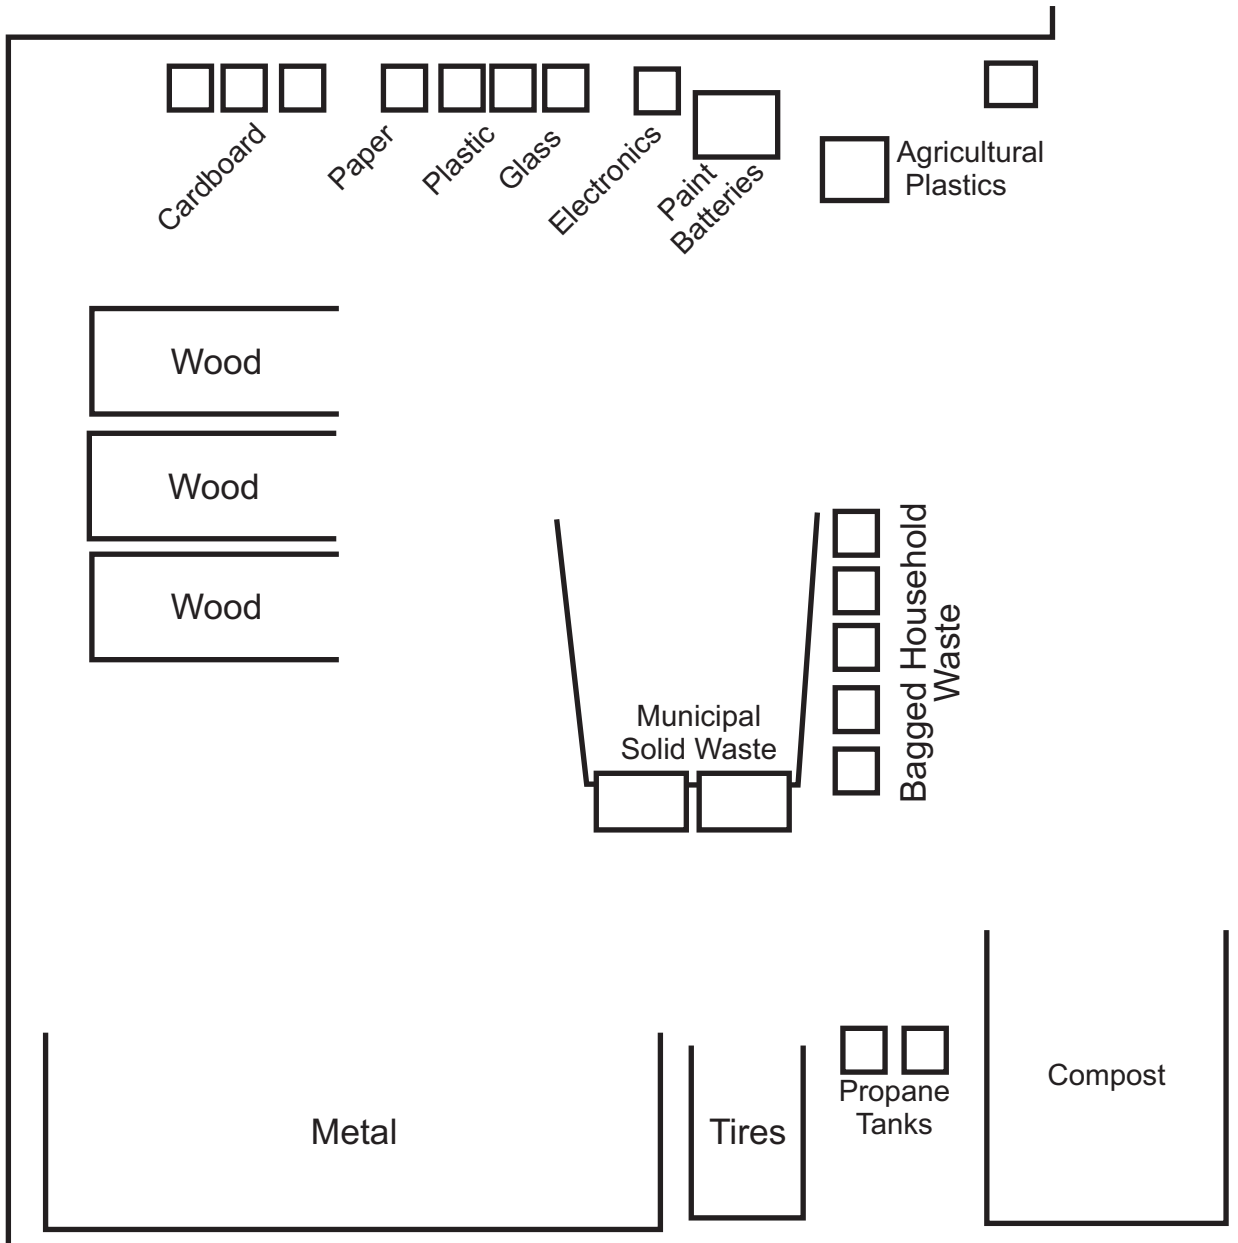 Cardboard
Paper
Plastic
Glass
Electronics
Paint
Batteries
Agricultural
Plastics
Wood
Wood
Wood
Municipal
Solid Waste
Bagged Household
Waste
Metal
Tires
Propane
Tanks
Compost